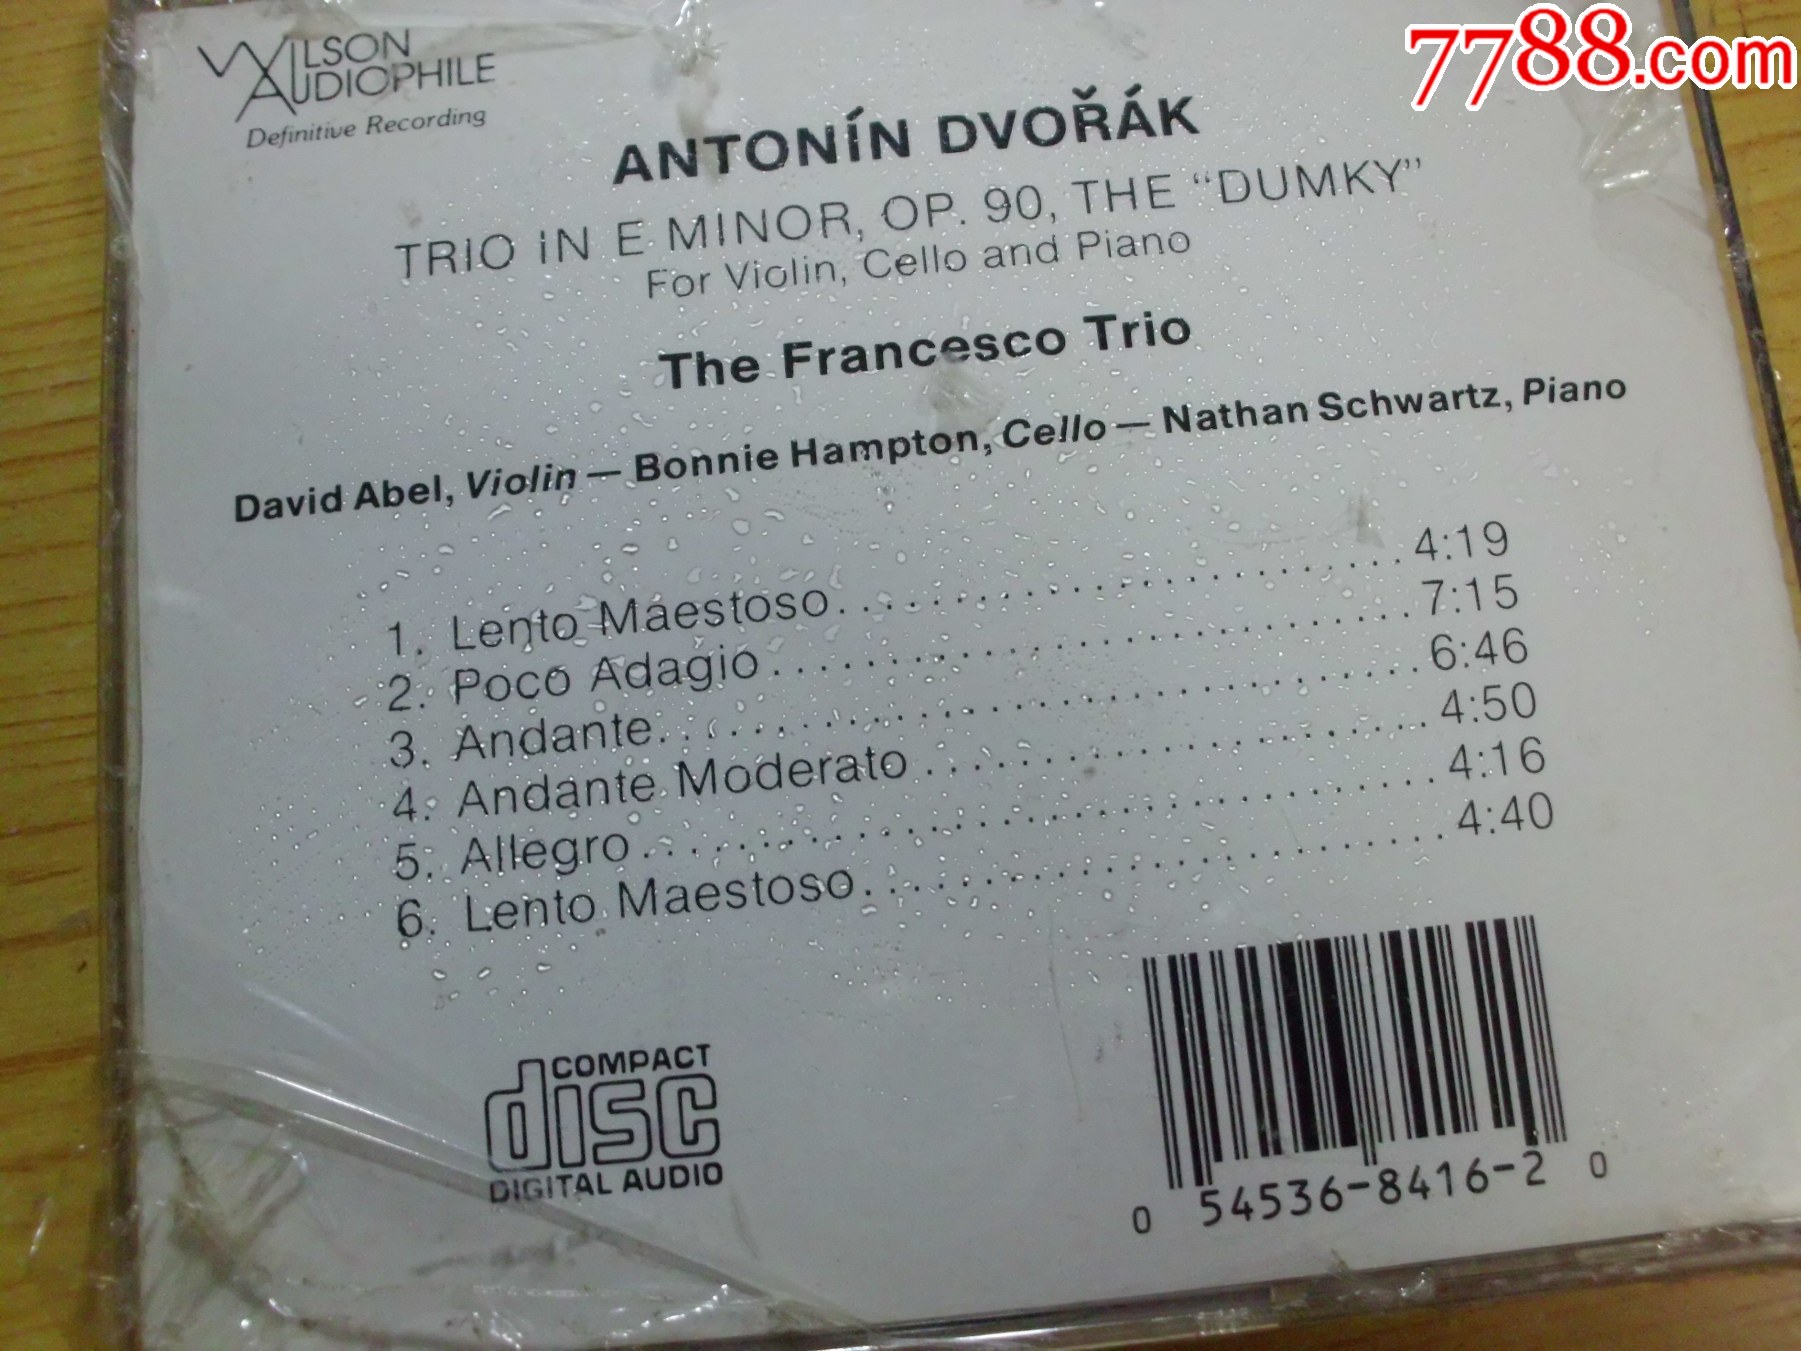 7788.com
WILSON
AUDIOPHILE
Definitive Recording
ANTONÍN DVOŘÁK
TRIO IN E MINOR, OP. 90, THE “DUMKY”
For Violin, Cello and Piano
The Francesco Trio
David Abel, Violin — Bonnie Hampton, Cello — Nathan Schwartz, Piano
1. Lento Maestoso 4:19
2. Poco Adagio 7:15
3. Andante 6:46
4. Andante Moderato 4:50
5. Allegro 4:16
6. Lento Maestoso 4:40
COMPACT
disc
DIGITAL AUDIO
0 54536-8416-2 0